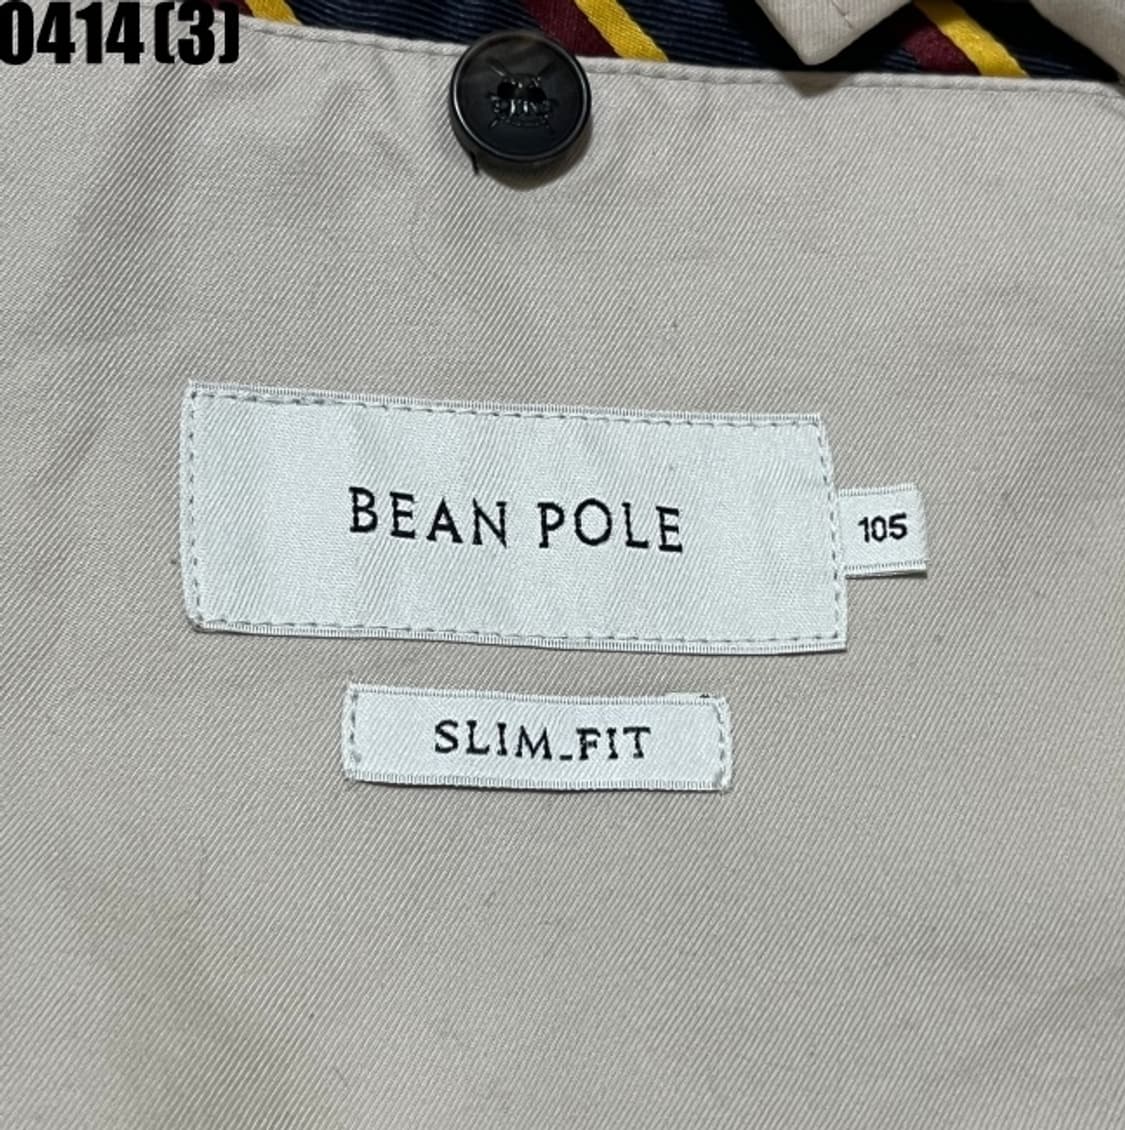 0414(3)
BEAN POLE
105
SLIM_FIT